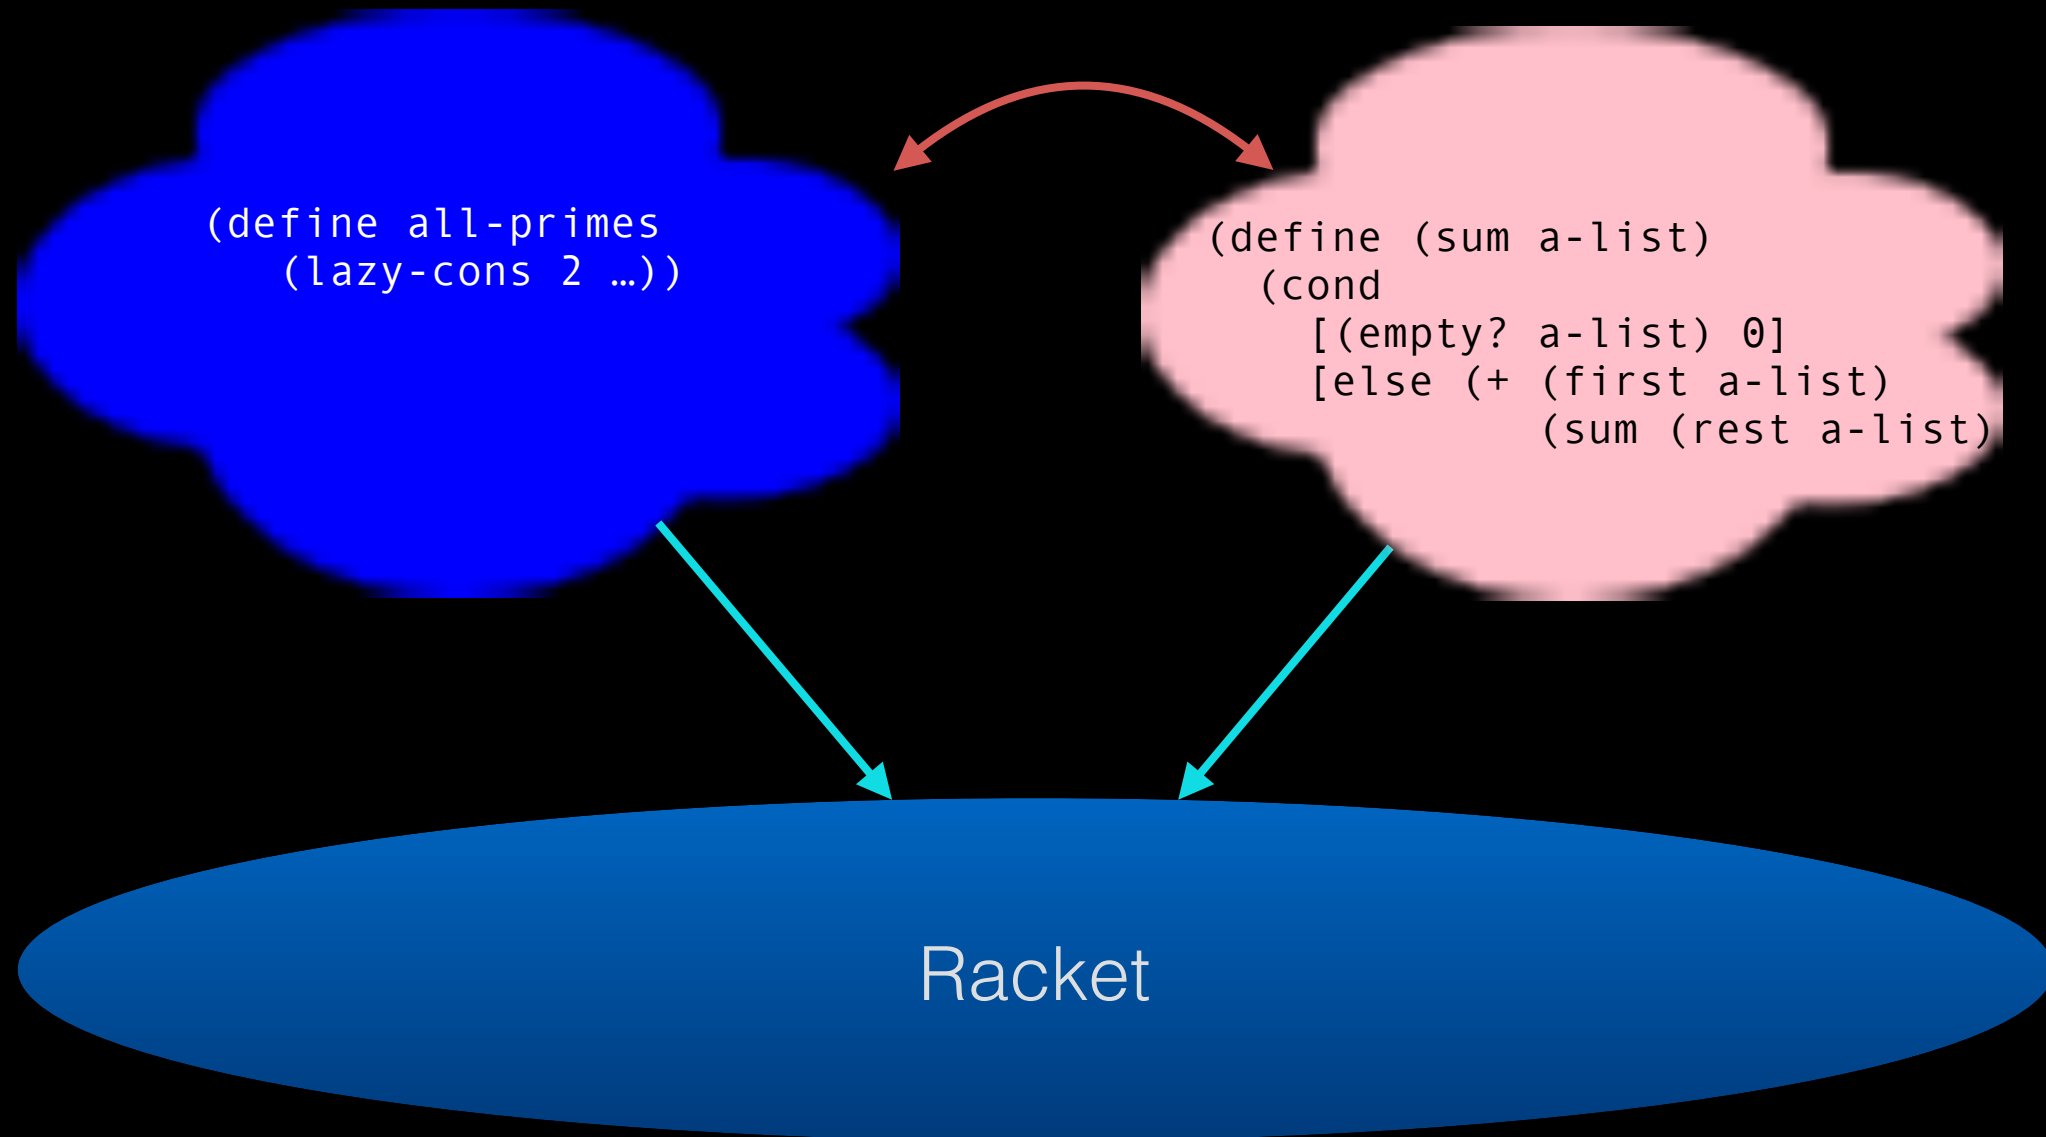 (define all-primes
(lazy-cons 2 …))
(define (sum a-list)
(cond
[(empty? a-list) 0]
[else (+ (first a-list)
(sum (rest a-list)
Racket